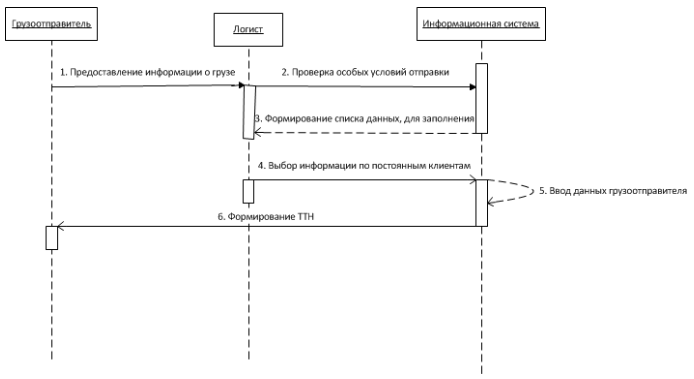 Грузоотправитель
Логист
Информационная система
1. Предоставление информации о грузе
2. Проверка особых условий отправки
3. Формирование списка данных, для заполнения
4. Выбор информации по постоянным клиентам
5. Ввод данных грузоотправителя
6. Формирование ТТН